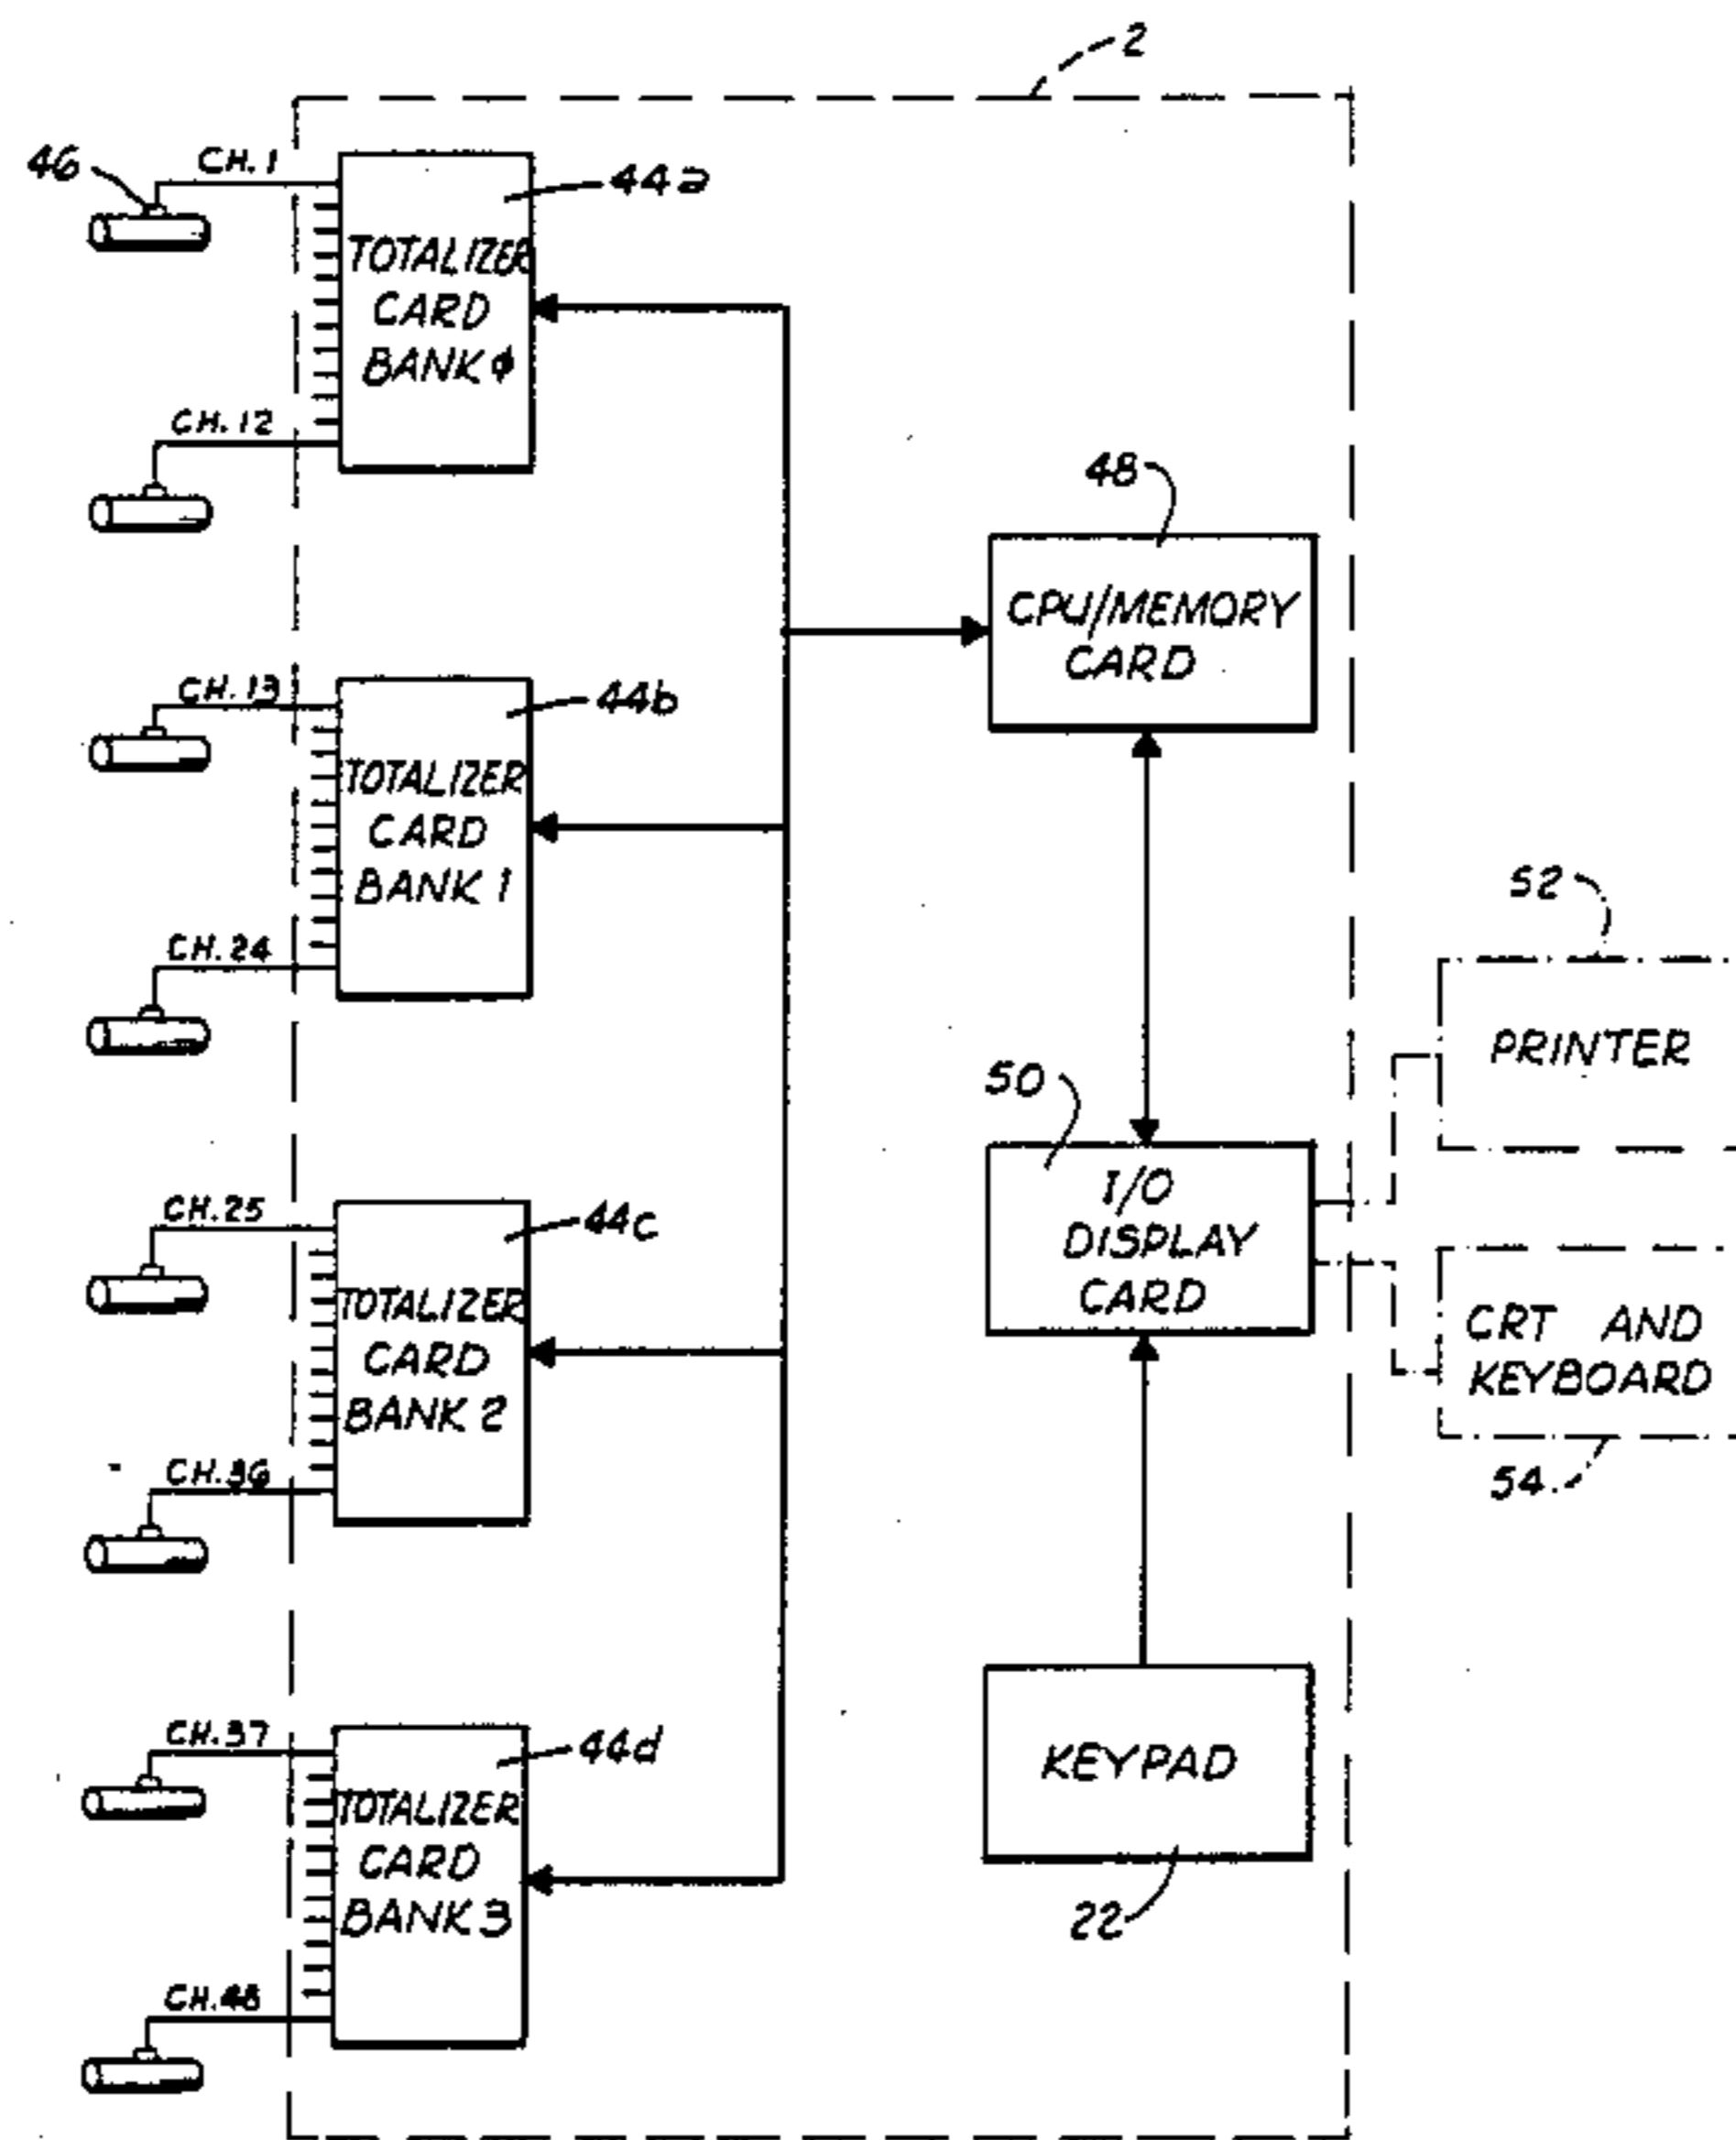 2
46
CH. 1
44a
TOTALIZER
CARD
BANK φ
CH. 12
48
CPU/MEMORY
CARD
CH. 13
44b
TOTALIZER
CARD
BANK 1
CH. 24
52
PRINTER
50
I/O
DISPLAY
CARD
CH. 25
44c
TOTALIZER
CARD
BANK 2
CH. 36
CRT AND
KEYBOARD
54
CH. 37
44d
TOTALIZER
CARD
BANK 3
CH. 48
KEYPAD
22